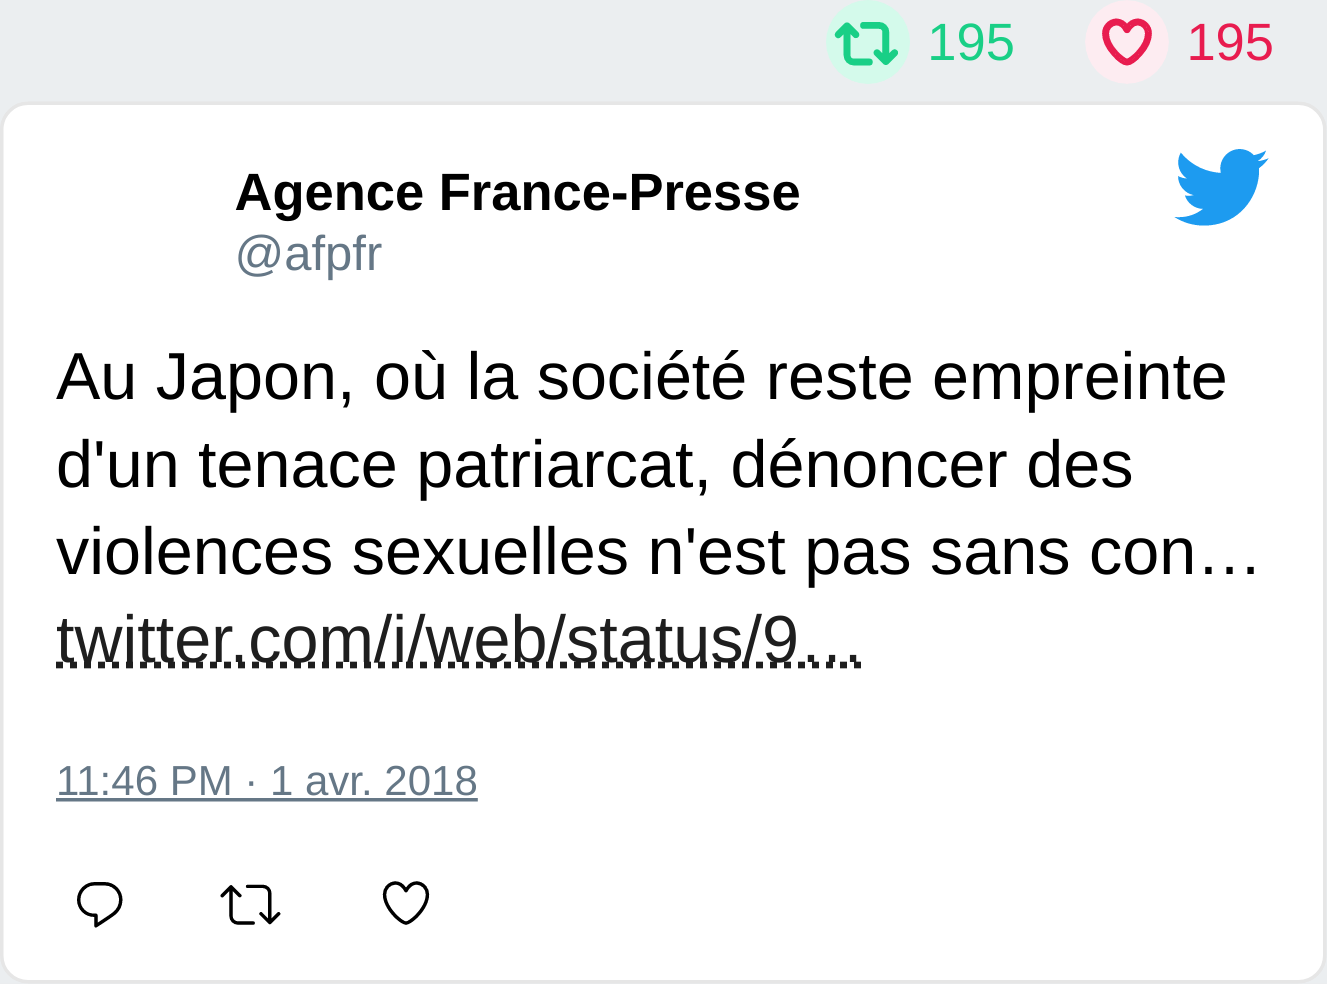 195 195
Agence France-Presse
@afpfr
Au Japon, où la société reste empreinte
d'un tenace patriarcat, dénoncer des
violences sexuelles n'est pas sans con…
twitter.com/i/web/status/9…
11:46 PM · 1 avr. 2018